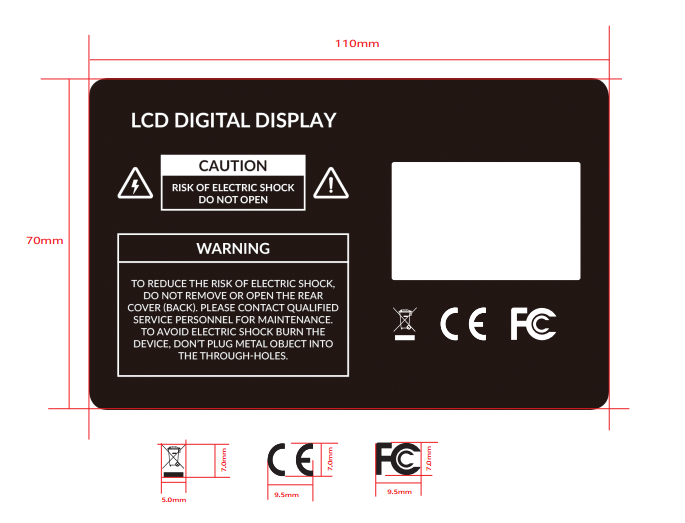 110mm
LCD DIGITAL DISPLAY
CAUTION
RISK OF ELECTRIC SHOCK
DO NOT OPEN
70mm
WARNING
TO REDUCE THE RISK OF ELECTRIC SHOCK,
DO NOT REMOVE OR OPEN THE REAR
COVER (BACK). PLEASE CONTACT QUALIFIED
SERVICE PERSONNEL FOR MAINTENANCE.
TO AVOID ELECTRIC SHOCK BURN THE
DEVICE, DON'T PLUG METAL OBJECT INTO
THE THROUGH-HOLES.
CE FC
7.0mm
5.0mm
CE
7.0mm
9.5mm
FC
7.0mm
9.5mm